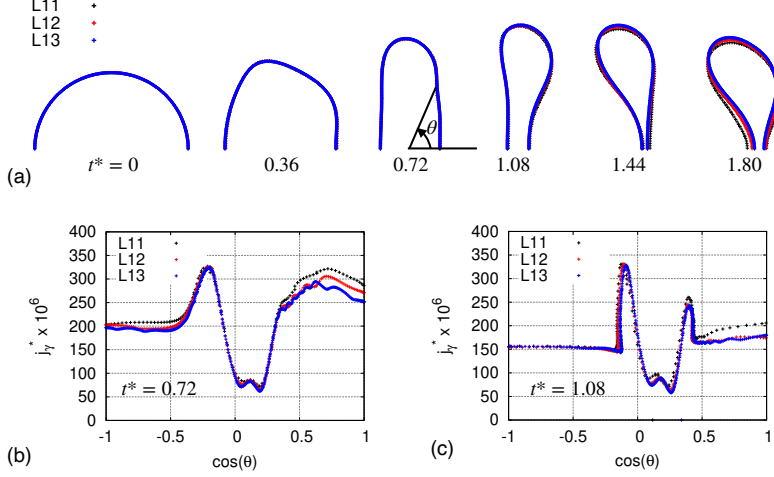 L11
L12
L13
θ
(a)
t* = 0
0.36
0.72
1.08
1.44
1.80
400
350
300
250
200
150
100
50
0
L11
L12
L13
jγ* x 10⁶
t* = 0.72
-1
-0.5
0
0.5
1
cos(θ)
(b)
400
350
300
250
200
150
100
50
0
L11
L12
L13
jγ* x 10⁶
t* = 1.08
-1
-0.5
0
0.5
1
cos(θ)
(c)